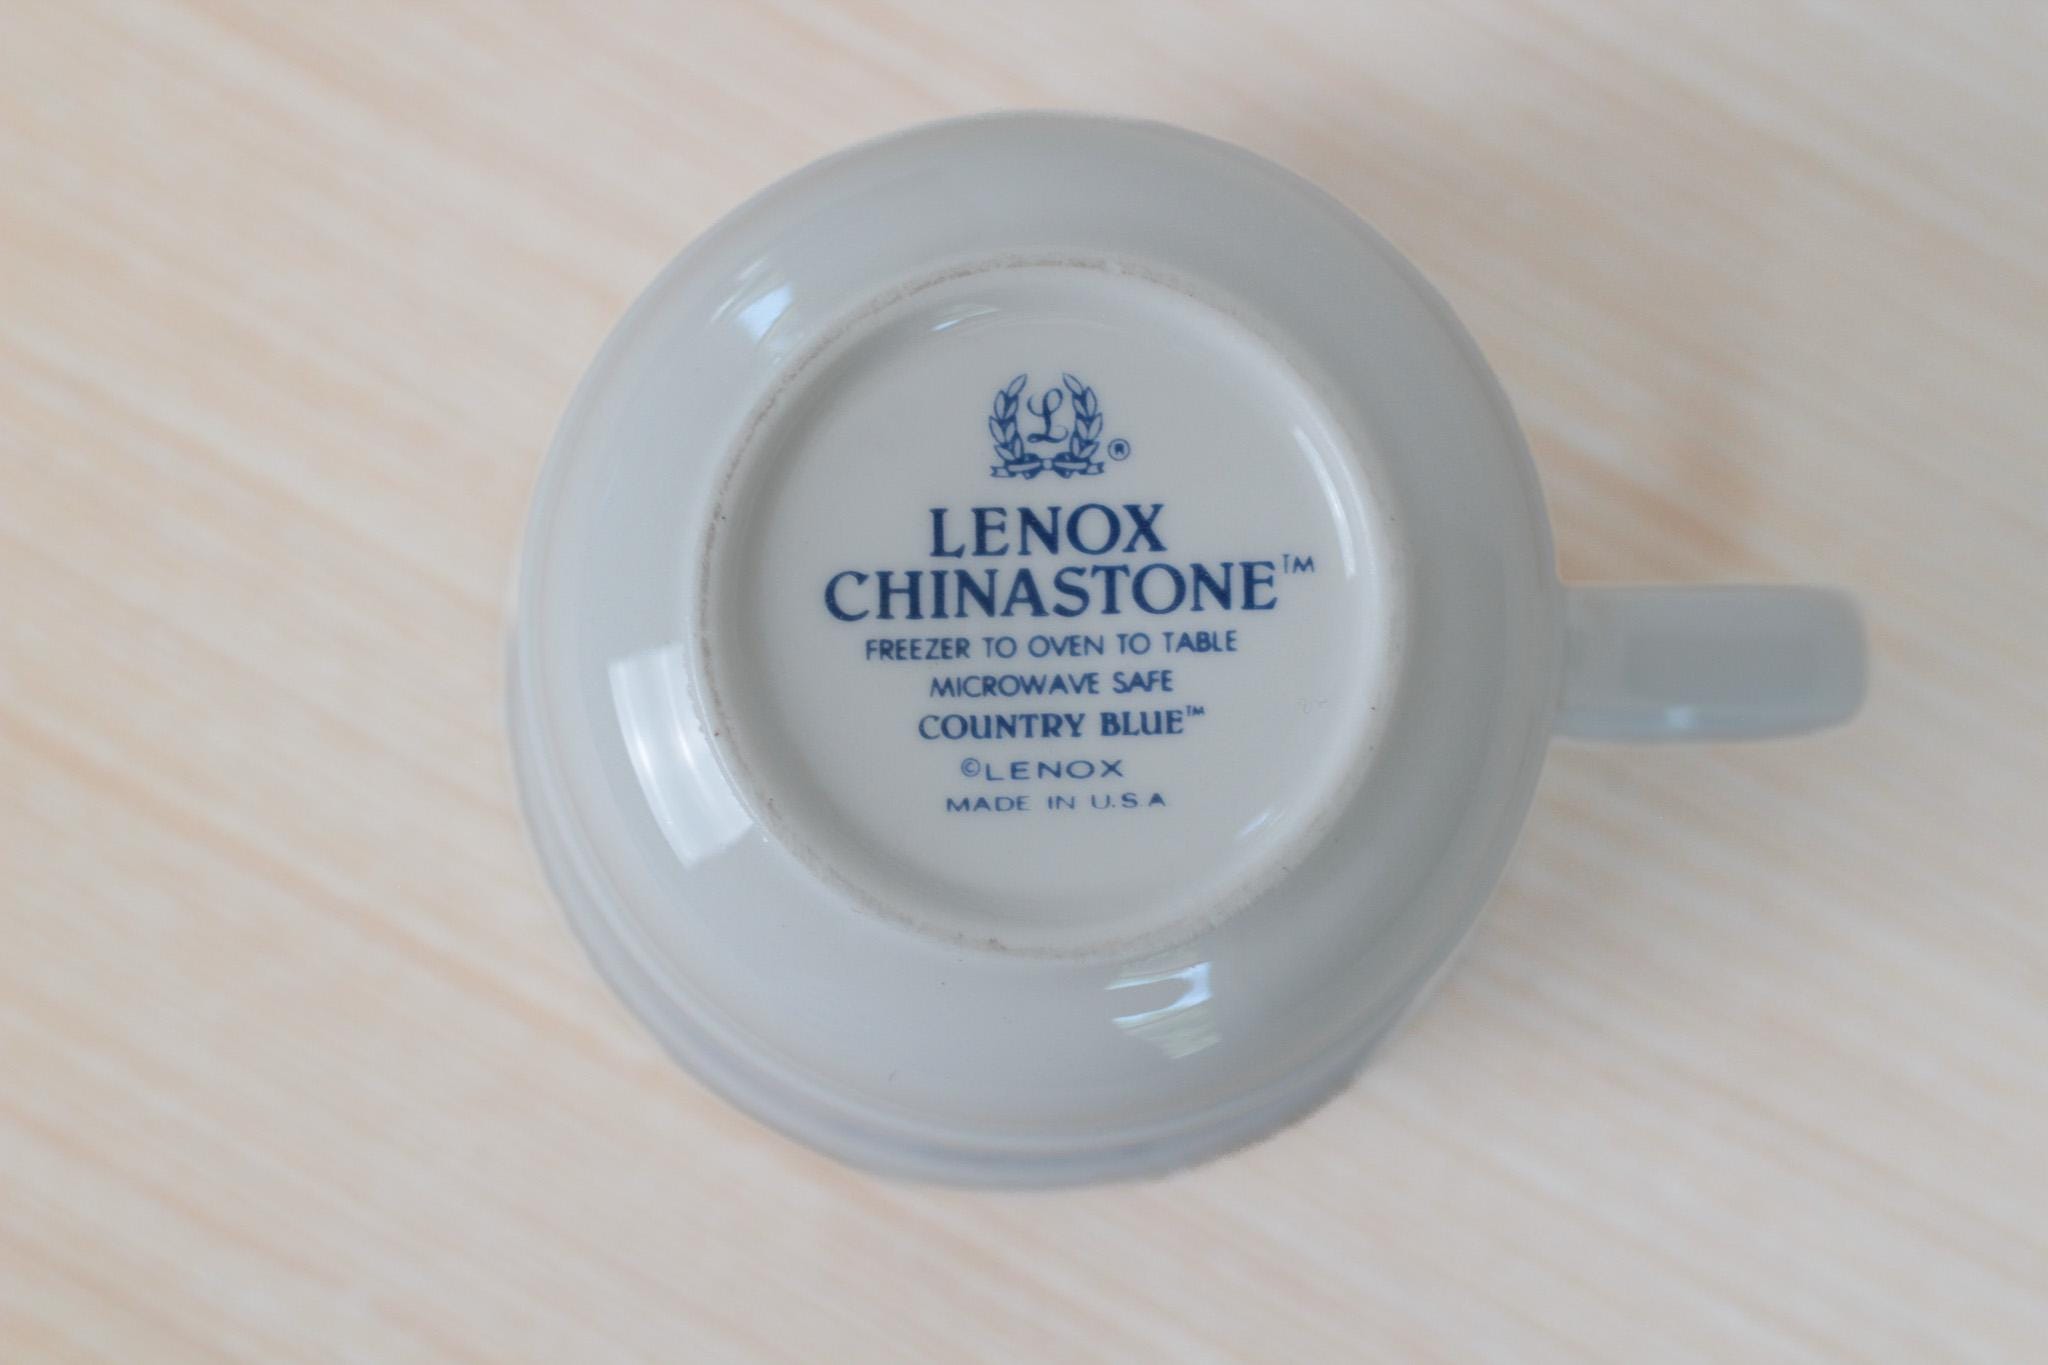 L ®
LENOX
CHINASTONE™
FREEZER TO OVEN TO TABLE
MICROWAVE SAFE
COUNTRY BLUE™
©LENOX
MADE IN U.S.A